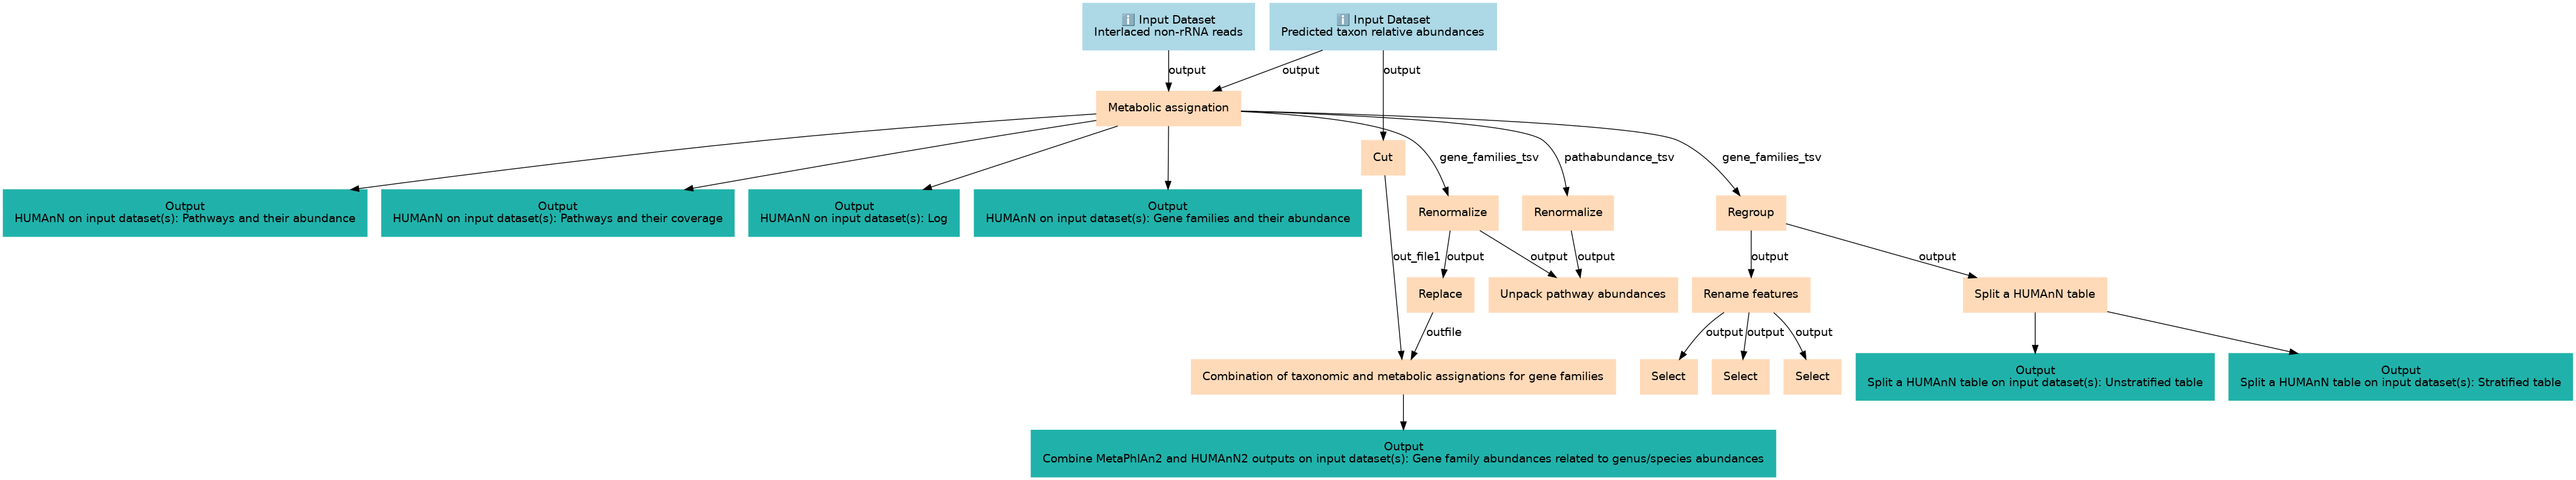 ℹ️ Input Dataset
Interlaced non-rRNA reads
ℹ️ Input Dataset
Predicted taxon relative abundances
output
output
output
Metabolic assignation
Cut
gene_families_tsv
pathabundance_tsv
gene_families_tsv
Output
HUMAnN on input dataset(s): Pathways and their abundance
Output
HUMAnN on input dataset(s): Pathways and their coverage
Output
HUMAnN on input dataset(s): Log
Output
HUMAnN on input dataset(s): Gene families and their abundance
Renormalize
Renormalize
Regroup
out_file1
output
output
output
output
output
Replace
Unpack pathway abundances
Rename features
Split a HUMAnN table
outfile
output
output
output
Combination of taxonomic and metabolic assignations for gene families
Select
Select
Select
Output
Split a HUMAnN table on input dataset(s): Unstratified table
Output
Split a HUMAnN table on input dataset(s): Stratified table
Output
Combine MetaPhlAn2 and HUMAnN2 outputs on input dataset(s): Gene family abundances related to genus/species abundances